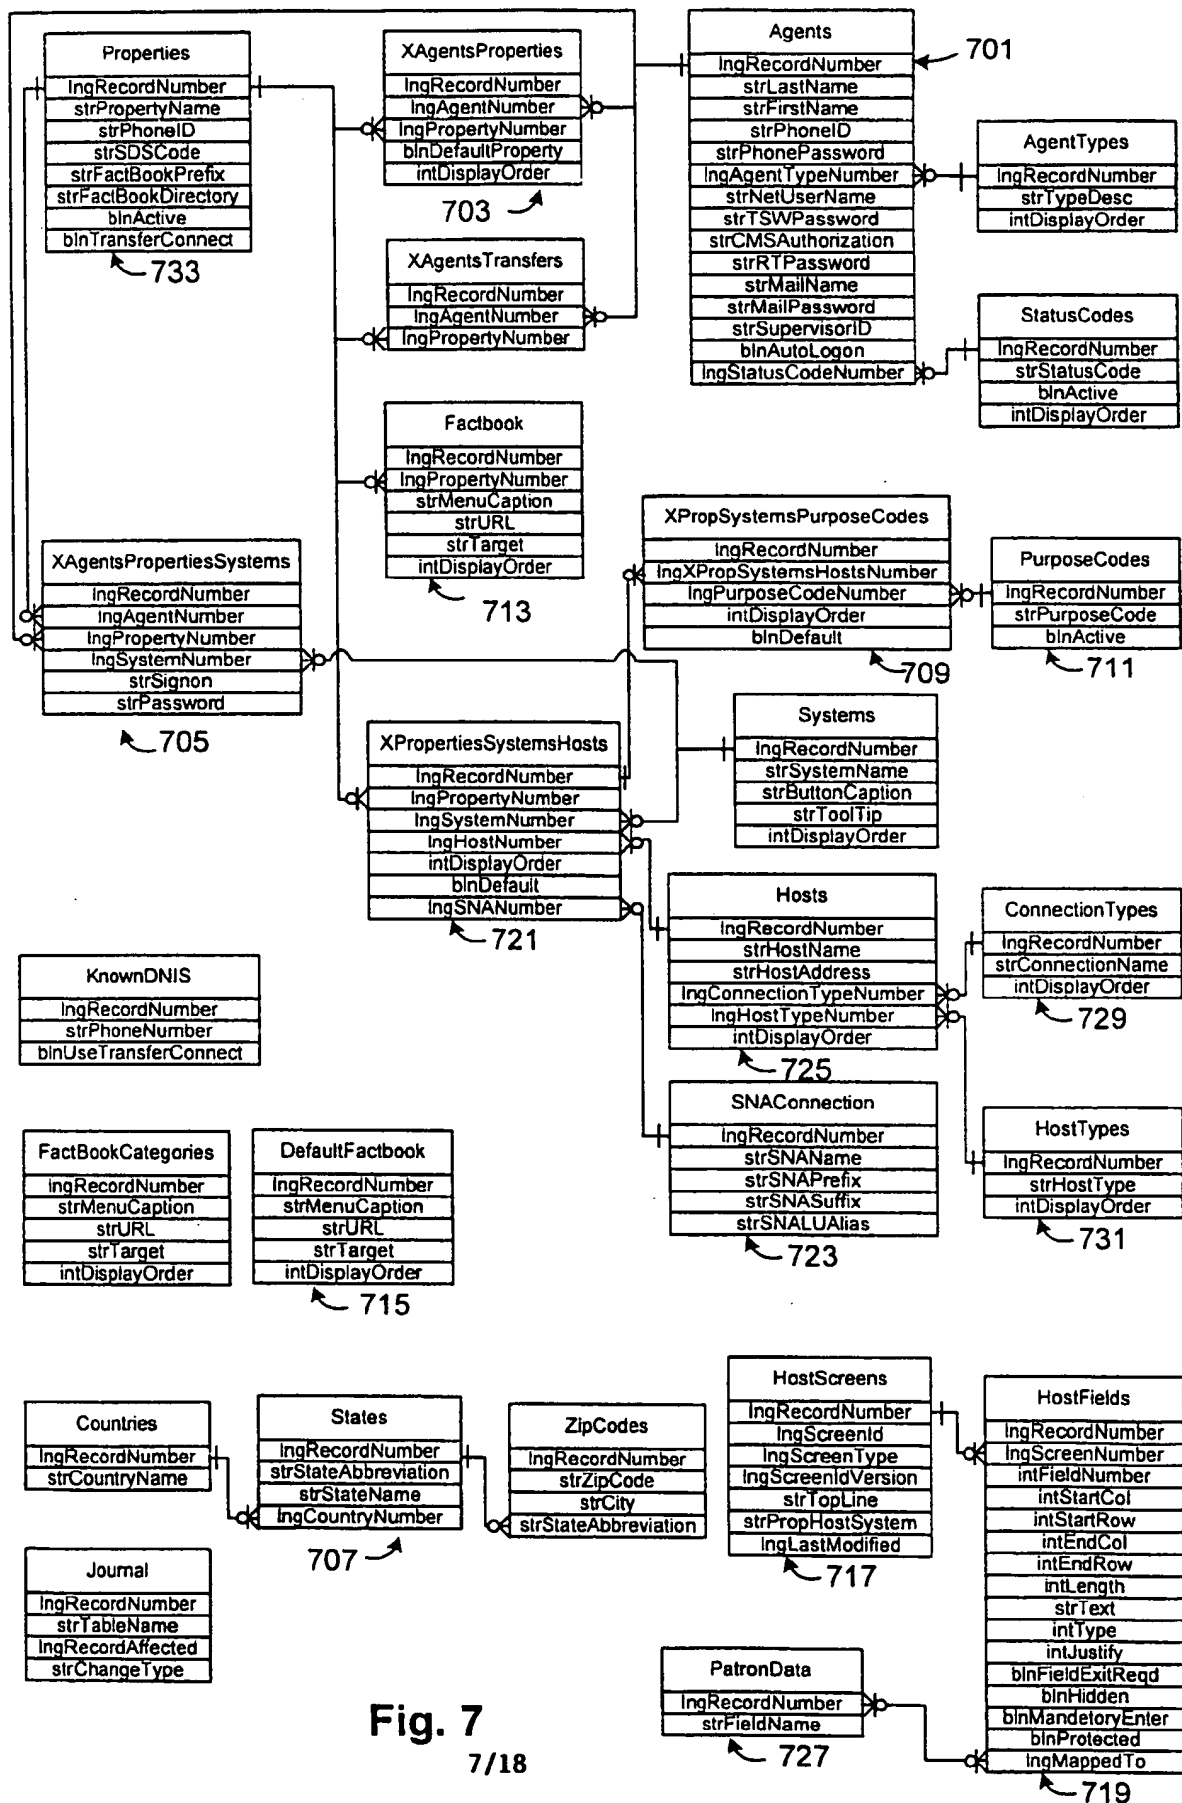 Properties
lngRecordNumber
strPropertyName
strPhoneID
strSDSCode
strFactBookPrefix
strFactBookDirectory
blnActive
blnTransferConnect
733
XAgentsProperties
lngRecordNumber
lngAgentNumber
lngPropertyNumber
blnDefaultProperty
intDisplayOrder
703
XAgentsTransfers
lngRecordNumber
lngAgentNumber
lngPropertyNumber
Agents
lngRecordNumber
strLastName
strFirstName
strPhoneID
strPhonePassword
lngAgentTypeNumber
strNetUserName
strTSWPassword
strCMSAuthorization
strRTPassword
strMailName
strMailPassword
strSupervisorID
blnAutoLogon
lngStatusCodeNumber
701
AgentTypes
lngRecordNumber
strTypeDesc
intDisplayOrder
StatusCodes
lngRecordNumber
strStatusCode
blnActive
intDisplayOrder
Factbook
lngRecordNumber
lngPropertyNumber
strMenuCaption
strURL
strTarget
intDisplayOrder
713
XAgentsPropertiesSystems
lngRecordNumber
lngAgentNumber
lngPropertyNumber
lngSystemNumber
strSignon
strPassword
705
XPropSystemsPurposeCodes
lngRecordNumber
lngXPropSystemsHostsNumber
lngPurposeCodeNumber
intDisplayOrder
blnDefault
709
PurposeCodes
lngRecordNumber
strPurposeCode
blnActive
711
XPropertiesSystemsHosts
lngRecordNumber
lngPropertyNumber
lngSystemNumber
lngHostNumber
intDisplayOrder
blnDefault
lngSNANumber
721
Systems
lngRecordNumber
strSystemName
strButtonCaption
strToolTip
intDisplayOrder
Hosts
lngRecordNumber
strHostName
strHostAddress
lngConnectionTypeNumber
lngHostTypeNumber
intDisplayOrder
725
ConnectionTypes
lngRecordNumber
strConnectionName
intDisplayOrder
729
KnownDNIS
lngRecordNumber
strPhoneNumber
blnUseTransferConnect
SNAConnection
lngRecordNumber
strSNAName
strSNAPrefix
strSNASuffix
strSNALUAlias
723
HostTypes
lngRecordNumber
strHostType
intDisplayOrder
731
FactBookCategories
lngRecordNumber
strMenuCaption
strURL
strTarget
intDisplayOrder
DefaultFactbook
lngRecordNumber
strMenuCaption
strURL
strTarget
intDisplayOrder
715
Countries
lngRecordNumber
strCountryName
States
lngRecordNumber
strStateAbbreviation
strStateName
lngCountryNumber
707
ZipCodes
lngRecordNumber
strZipCode
strCity
strStateAbbreviation
HostScreens
lngRecordNumber
lngScreenId
lngScreenType
lngScreenIdVersion
strTopLine
strPropHostSystem
lngLastModified
717
HostFields
lngRecordNumber
lngScreenNumber
intFieldNumber
intStartCol
intStartRow
intEndCol
intEndRow
intLength
strText
intType
intJustify
blnFieldExitReqd
blnHidden
blnMandetoryEnter
blnProtected
lngMappedTo
719
Journal
lngRecordNumber
strTableName
lngRecordAffected
strChangeType
PatronData
lngRecordNumber
strFieldName
727
Fig. 7
7/18